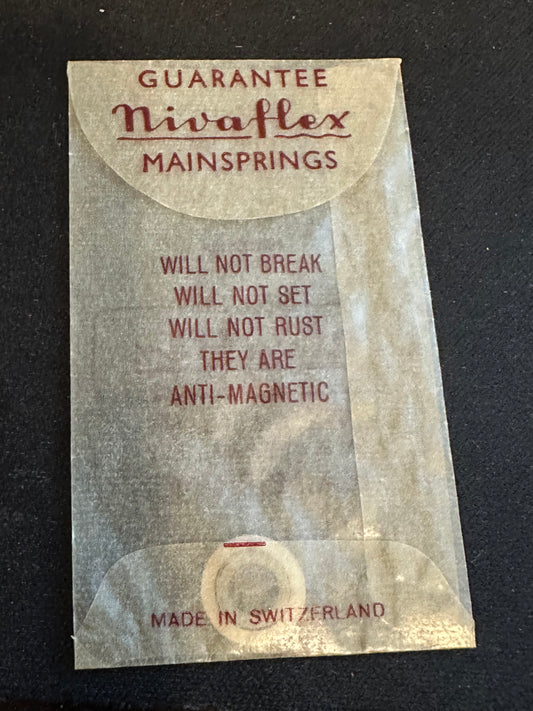 GUARANTEE
Nivaflex
MAINSPRINGS
WILL NOT BREAK
WILL NOT SET
WILL NOT RUST
THEY ARE
ANTI-MAGNETIC
MADE IN SWITZERLAND